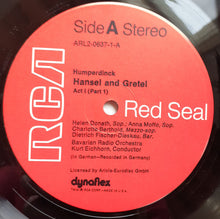 Side A Stereo
ARL2-0637-1-A
Humperdinck
Hansel and Gretel
Act I (Part 1)
RCA
Red Seal
Helen Donath, Sop.; Anna Moffo, Sop.;
Charlotte Berthold, Mezzo-sop.
Dietrich Fischer-Dieskau, Bar.
Bavarian Radio Orchestra
Kurt Eichhorn, Conductor
(In German—Recorded in Germany)
Licensed by Ariola-Eurodisc GmbH
dynaflex